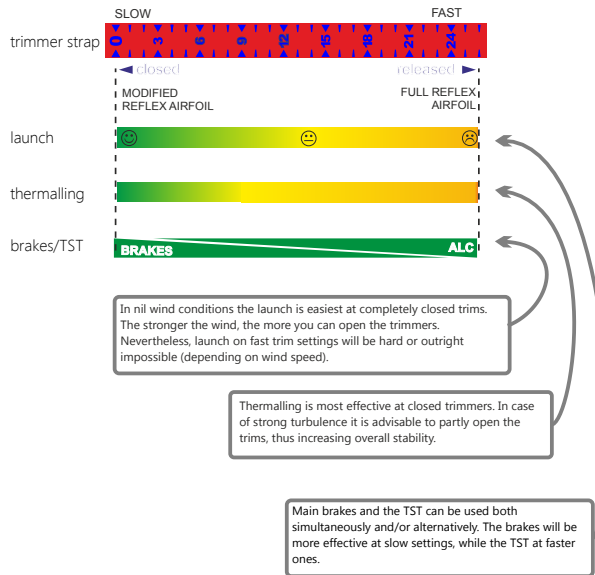 SLOW FAST
trimmer strap 0 3 6 9 12 15 18 21 24
closed released
MODIFIED
REFLEX AIRFOIL
FULL REFLEX
AIRFOIL
launch
thermalling
brakes/TST
BRAKES ALC
In nil wind conditions the launch is easiest at completely closed trims.
The stronger the wind, the more you can open the trimmers.
Nevertheless, launch on fast trim settings will be hard or outright
impossible (depending on wind speed).
Thermalling is most effective at closed trimmers. In case
of strong turbulence it is advisable to partly open the
trims, thus increasing overall stability.
Main brakes and the TST can be used both
simultaneously and/or alternatively. The brakes will be
more effective at slow settings, while the TST at faster
ones.